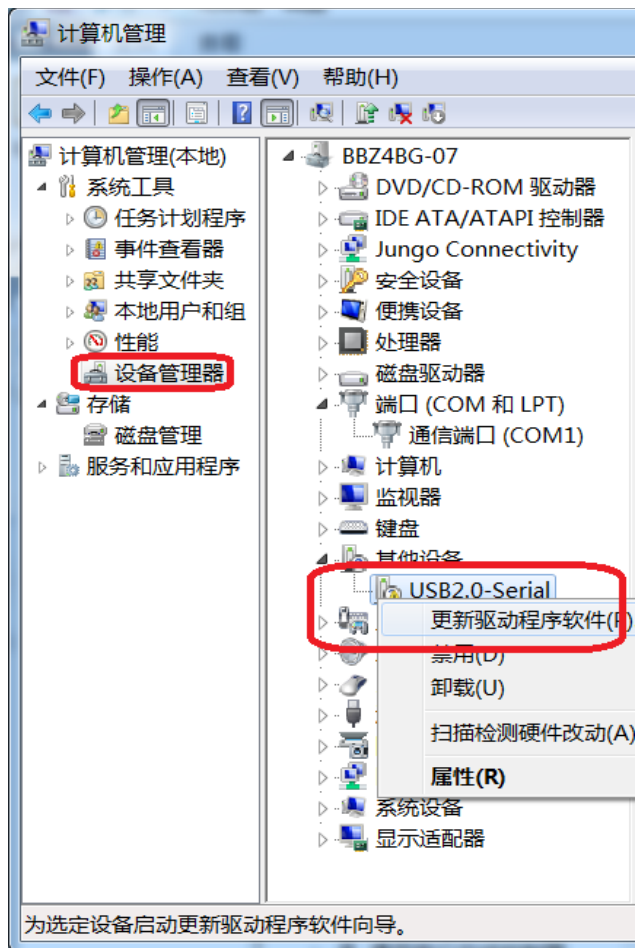 计算机管理
文件(F) 操作(A) 查看(V) 帮助(H)
计算机管理(本地)
系统工具
任务计划程序
事件查看器
共享文件夹
本地用户和组
性能
设备管理器
存储
磁盘管理
服务和应用程序
BBZ4BG-07
DVD/CD-ROM 驱动器
IDE ATA/ATAPI 控制器
Jungo Connectivity
安全设备
便携设备
处理器
磁盘驱动器
端口 (COM 和 LPT)
通信端口 (COM1)
计算机
监视器
键盘
其他设备
USB2.0-Serial
更新驱动程序软件(P)
禁用(D)
卸载(U)
扫描检测硬件改动(A)
属性(R)
系统设备
显示适配器
为选定设备启动更新驱动程序软件向导。